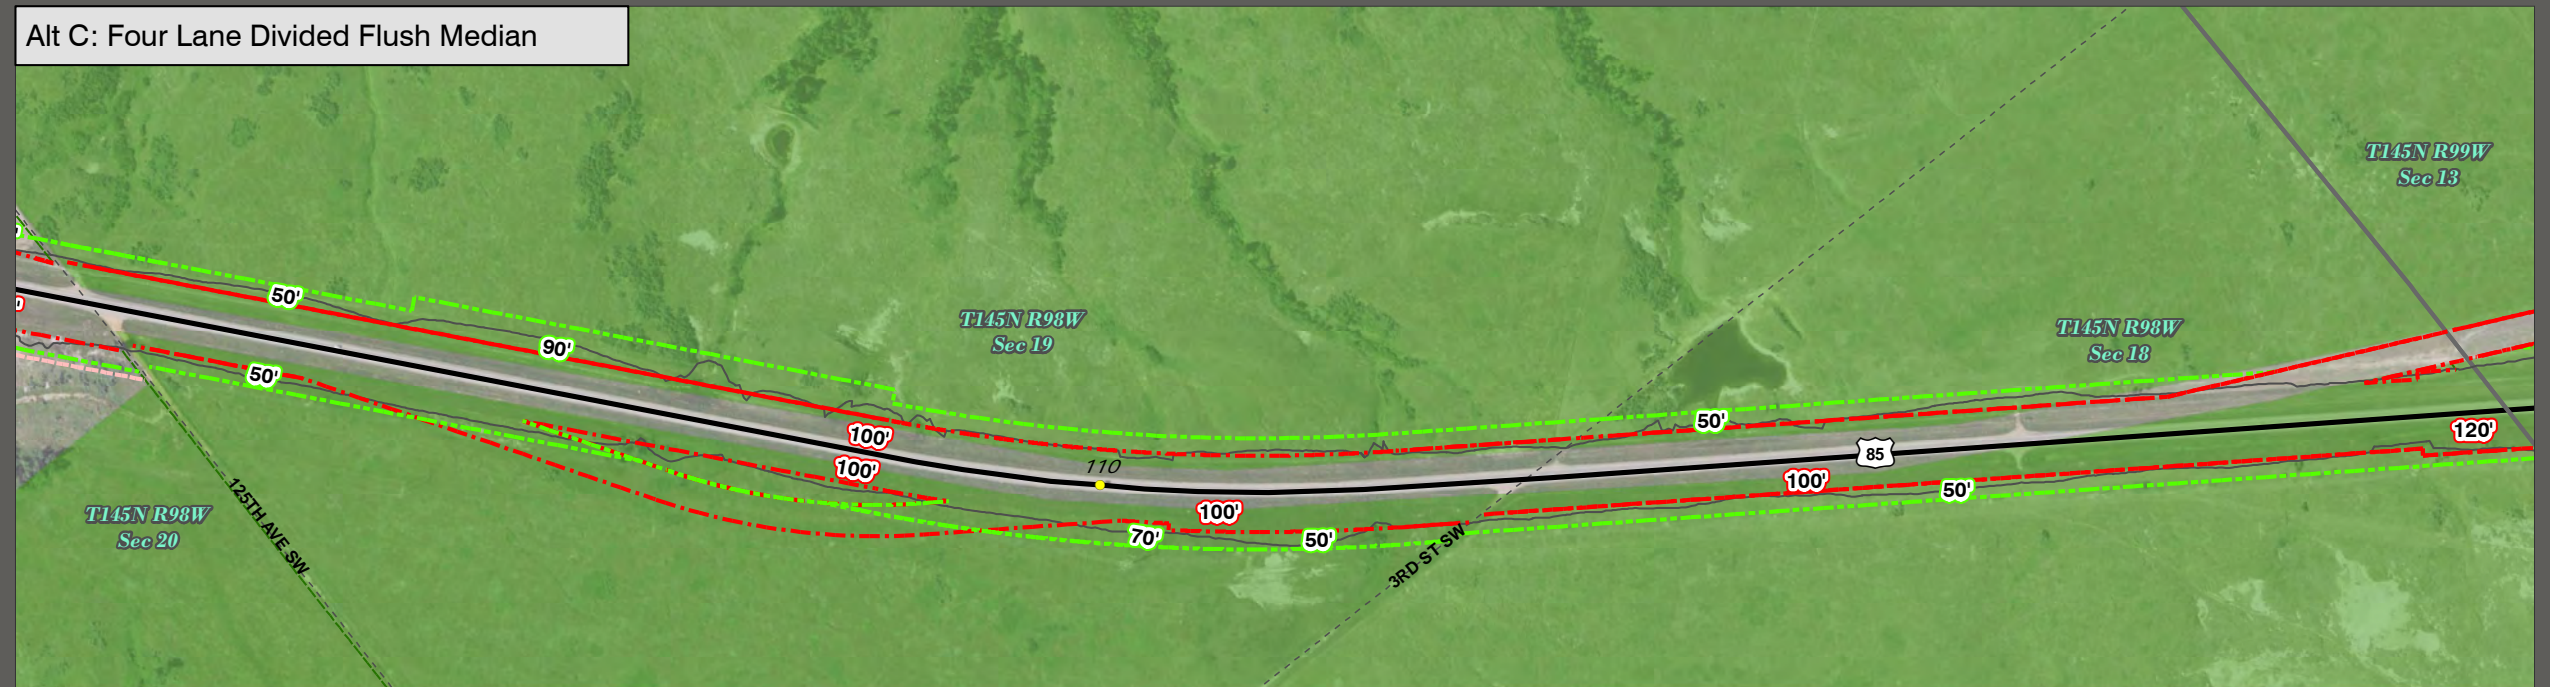 Alt C: Four Lane Divided Flush Median
T145N R99W
Sec 13
50'
90'
T145N R98W
Sec 19
T145N R98W
Sec 18
50'
100'
100'
110
50'
85
120'
100'
50'
100'
70'
50'
T145N R98W
Sec 20
125TH AVE SW
3RD ST SW